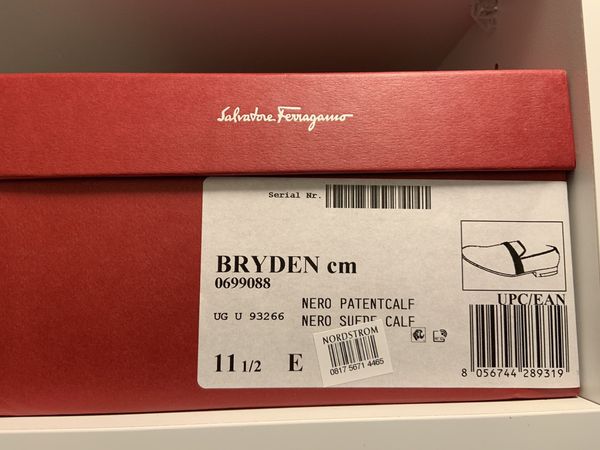 Salvatore Ferragamo
Serial Nr.
BRYDEN cm
0699088
NERO PATENTCALF
UPC/EAN
UG U 93266 NERO SUEDE CALF
NORDSTROM
0817 5671 4465
11 1/2 E
8 056744 289319